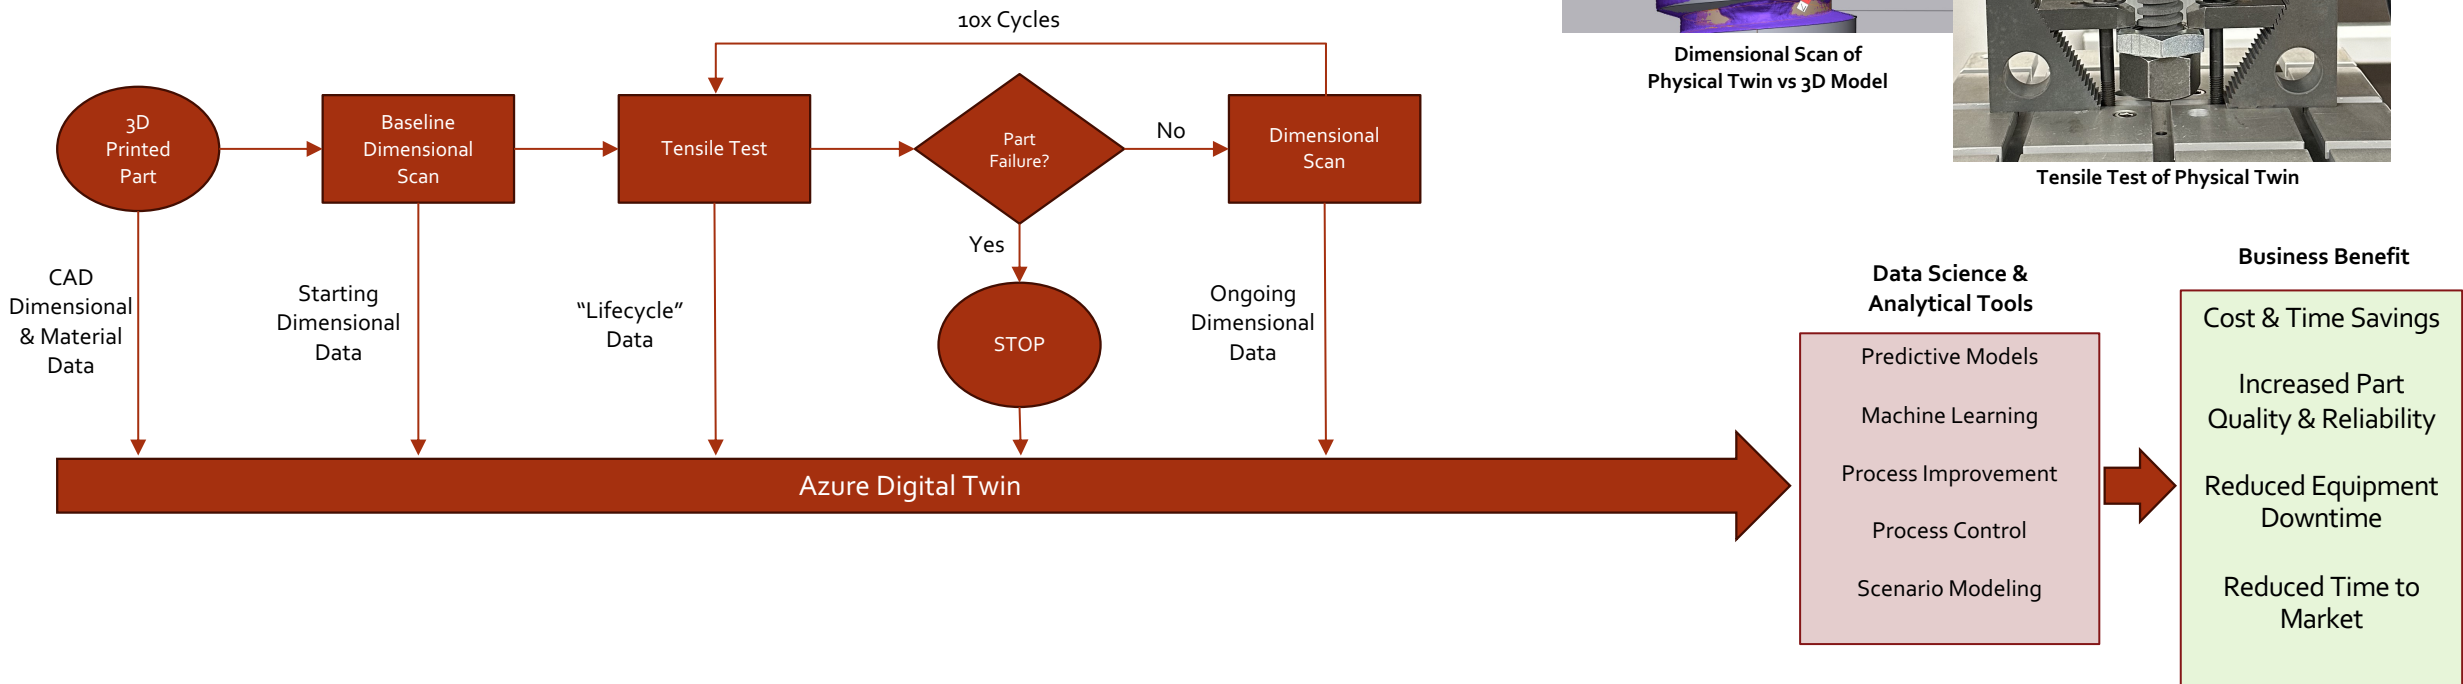 10x Cycles
3D
Printed
Part
Baseline
Dimensional
Scan
Tensile Test
Part
Failure?
No
Dimensional
Scan
Yes
STOP
CAD
Dimensional
& Material
Data
Starting
Dimensional
Data
“Lifecycle”
Data
Ongoing
Dimensional
Data
Azure Digital Twin
Dimensional Scan of
Physical Twin vs 3D Model
Tensile Test of Physical Twin
Data Science &
Analytical Tools
Predictive Models
Machine Learning
Process Improvement
Process Control
Scenario Modeling
Business Benefit
Cost & Time Savings
Increased Part
Quality & Reliability
Reduced Equipment
Downtime
Reduced Time to
Market